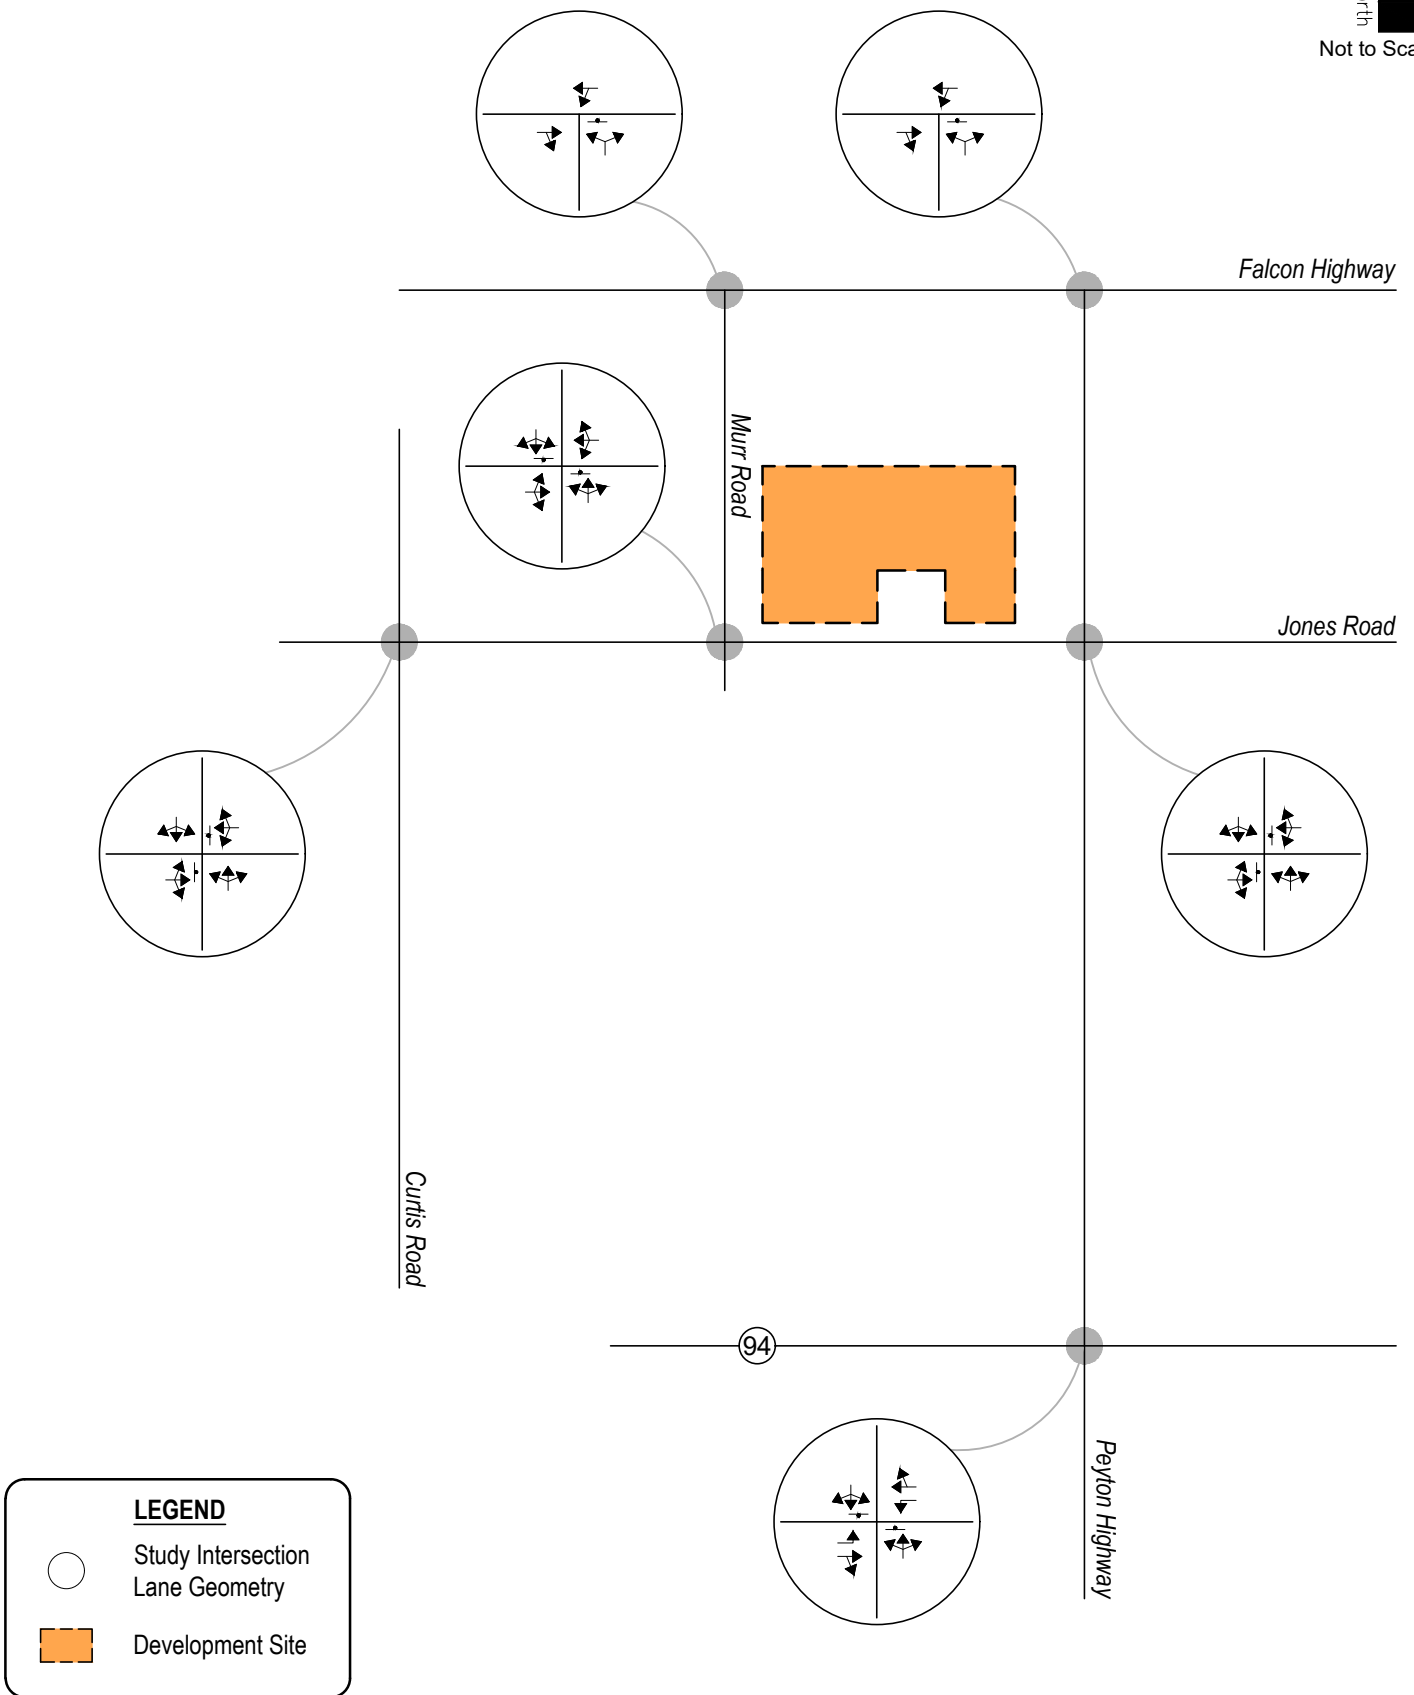 Not to Sca
Falcon Highway
Murr Road
Jones Road
Curtis Road
94
Peyton Highway
LEGEND
Study Intersection
Lane Geometry
Development Site